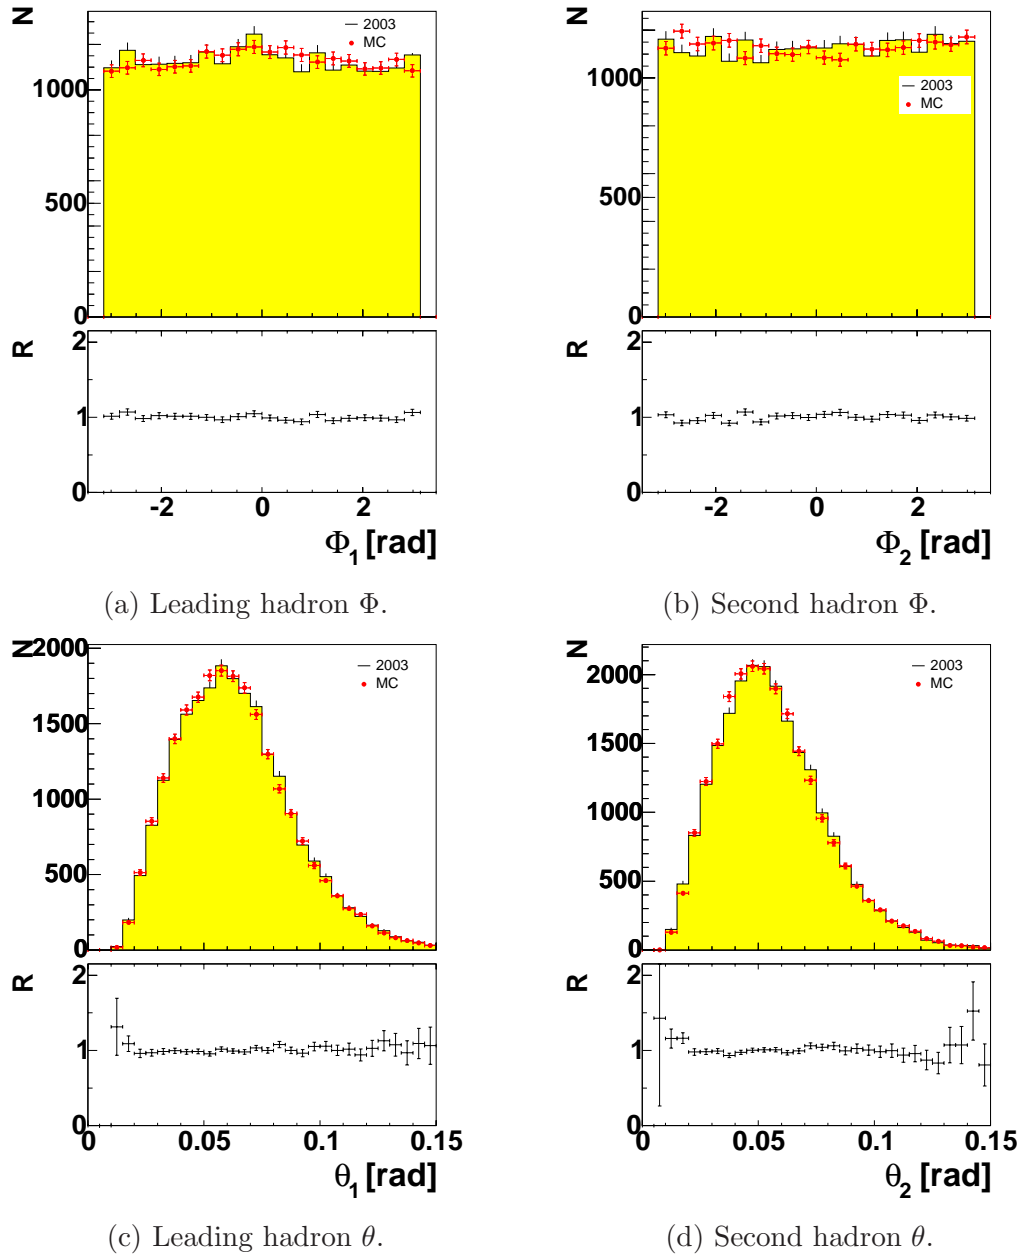 N
2003
MC
1000
500
0
R
2
1
0
-2 0 2
Φ1 [rad]
(a) Leading hadron Φ.
N
1000
2003
MC
500
0
R
2
1
0
-2 0 2
Φ2 [rad]
(b) Second hadron Φ.
N
2000
2003
MC
1500
1000
500
0
R
2
1
0
0 0.05 0.1 0.15
θ1 [rad]
(c) Leading hadron θ.
N
2003
MC
2000
1500
1000
500
0
R
2
1
0
0 0.05 0.1 0.15
θ2 [rad]
(d) Second hadron θ.